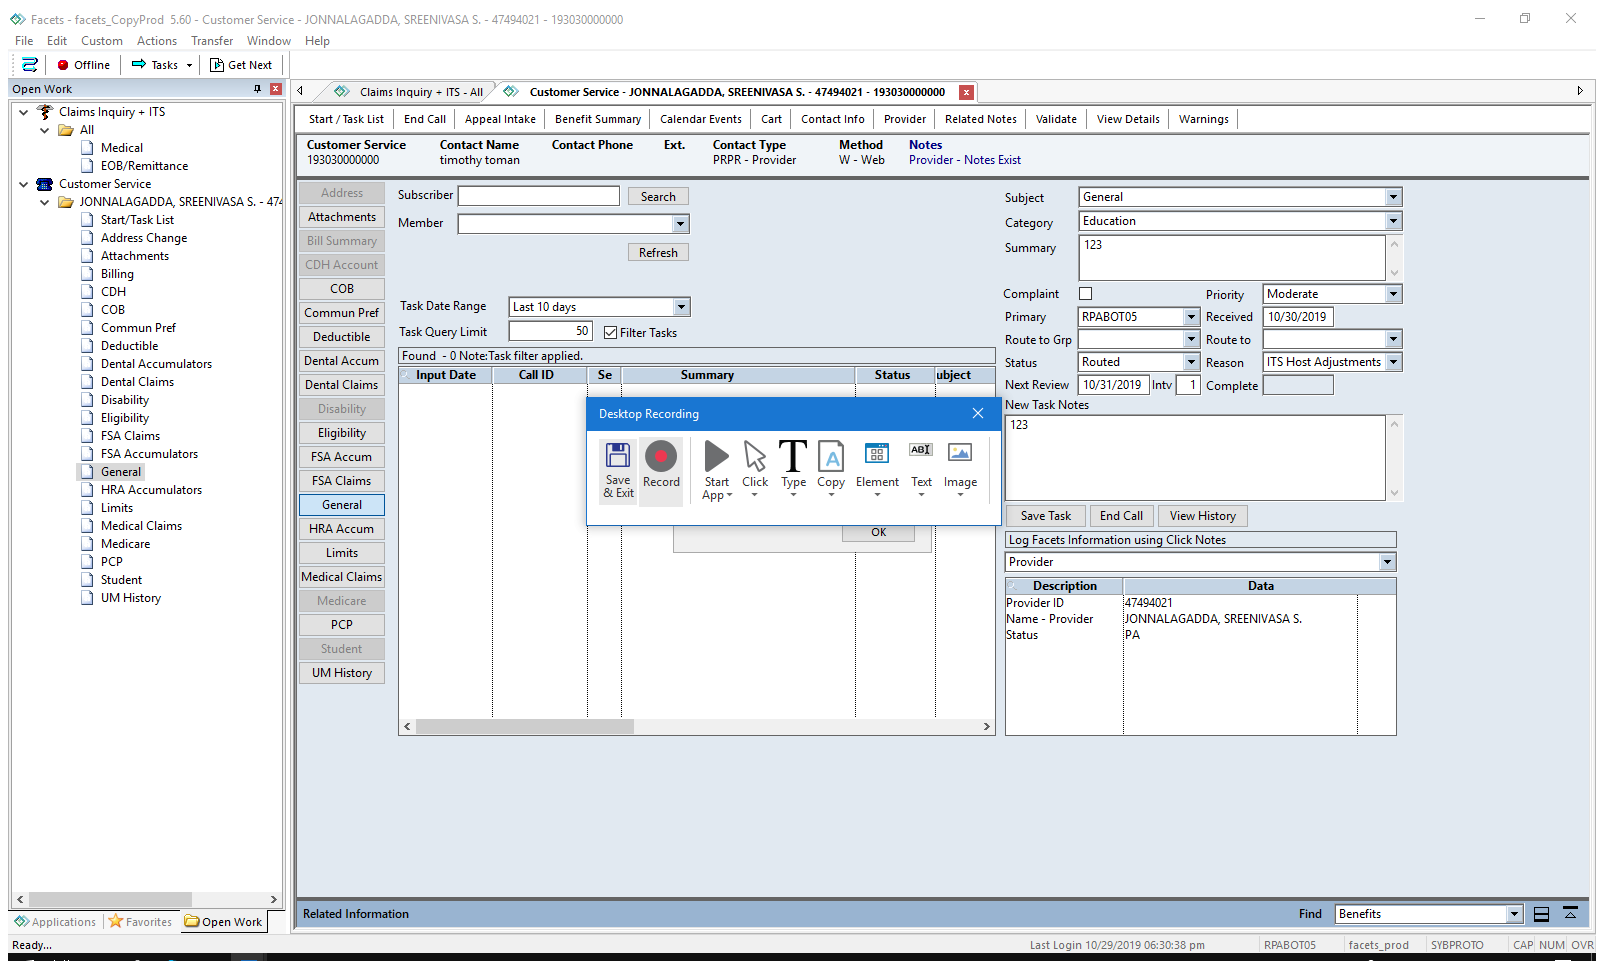 Facets - facets_CopyProd 5.60 - Customer Service - JONNALAGADDA, SREENIVASA S. - 47494021 - 193030000000
File Edit Custom Actions Transfer Window Help
Offline Tasks Get Next
Open Work
Claims Inquiry + ITS
All
Medical
EOB/Remittance
Customer Service
JONNALAGADDA, SREENIVASA S. - 474
Start/Task List
Address Change
Attachments
Billing
CDH
COB
Commun Pref
Deductible
Dental Accumulators
Dental Claims
Disability
Eligibility
FSA Claims
FSA Accumulators
General
HRA Accumulators
Limits
Medical Claims
Medicare
PCP
Student
UM History
Applications Favorites Open Work
Claims Inquiry + ITS - All Customer Service - JONNALAGADDA, SREENIVASA S. - 47494021 - 193030000000
Start / Task List End Call Appeal Intake Benefit Summary Calendar Events Cart Contact Info Provider Related Notes Validate View Details Warnings
Customer Service Contact Name Contact Phone Ext. Contact Type Method Notes
193030000000 timothy toman PRPR - Provider W - Web Provider - Notes Exist
Address
Attachments
Bill Summary
CDH Account
COB
Commun Pref
Deductible
Dental Accum
Dental Claims
Disability
Eligibility
FSA Accum
FSA Claims
General
HRA Accum
Limits
Medical Claims
Medicare
PCP
Student
UM History
Subscriber Search
Member
Refresh
Task Date Range Last 10 days
Task Query Limit 50 Filter Tasks
Found - 0 Note:Task filter applied.
Input Date Call ID Se Summary Status ubject
Desktop Recording
Save & Exit Record Start App Click Type Copy Element Text Image
OK
Subject General
Category Education
Summary 123
Complaint Priority Moderate
Primary RPABOT05 Received 10/30/2019
Route to Grp Route to
Status Routed Reason ITS Host Adjustments
Next Review 10/31/2019 Intv 1 Complete
New Task Notes
123
Save Task End Call View History
Log Facets Information using Click Notes
Provider
Description Data
Provider ID 47494021
Name - Provider JONNALAGADDA, SREENIVASA S.
Status PA
Related Information Find Benefits
Ready... Last Login 10/29/2019 06:30:38 pm RPABOT05 facets_prod SYBPROTO CAP NUM OVR